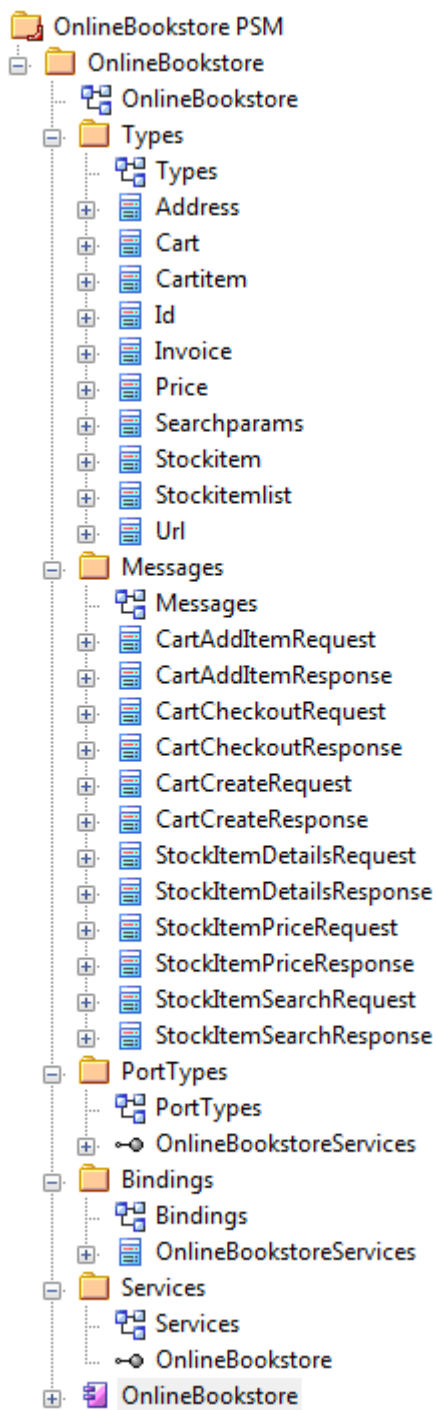 OnlineBookstore PSM
OnlineBookstore
OnlineBookstore
Types
Types
Address
Cart
Cartitem
Id
Invoice
Price
Searchparams
Stockitem
Stockitemlist
Url
Messages
Messages
CartAddItemRequest
CartAddItemResponse
CartCheckoutRequest
CartCheckoutResponse
CartCreateRequest
CartCreateResponse
StockItemDetailsRequest
StockItemDetailsResponse
StockItemPriceRequest
StockItemPriceResponse
StockItemSearchRequest
StockItemSearchResponse
PortTypes
PortTypes
OnlineBookstoreServices
Bindings
Bindings
OnlineBookstoreServices
Services
Services
OnlineBookstore
OnlineBookstore